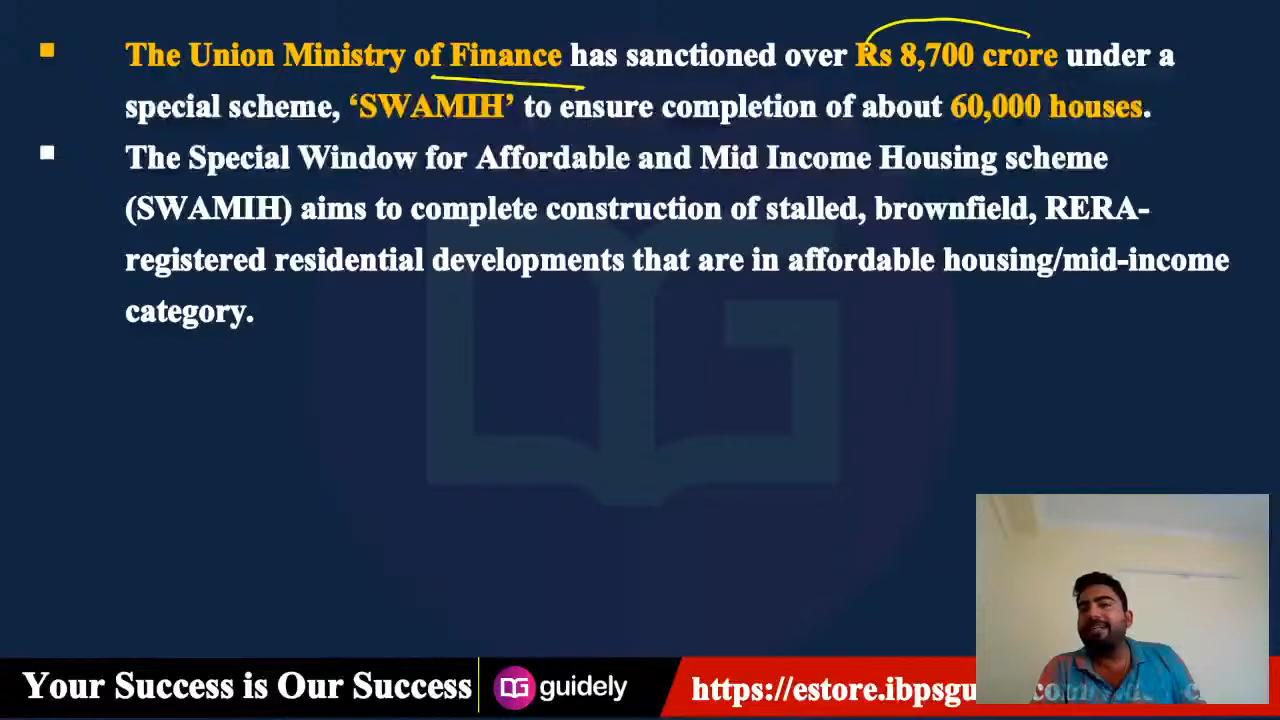 The Union Ministry of Finance has sanctioned over Rs 8,700 crore under a
special scheme, ‘SWAMIH’ to ensure completion of about 60,000 houses.
The Special Window for Affordable and Mid Income Housing scheme
(SWAMIH) aims to complete construction of stalled, brownfield, RERA-
registered residential developments that are in affordable housing/mid-income
category.
Your Success is Our Success
guidely
https://estore.ibpsgu